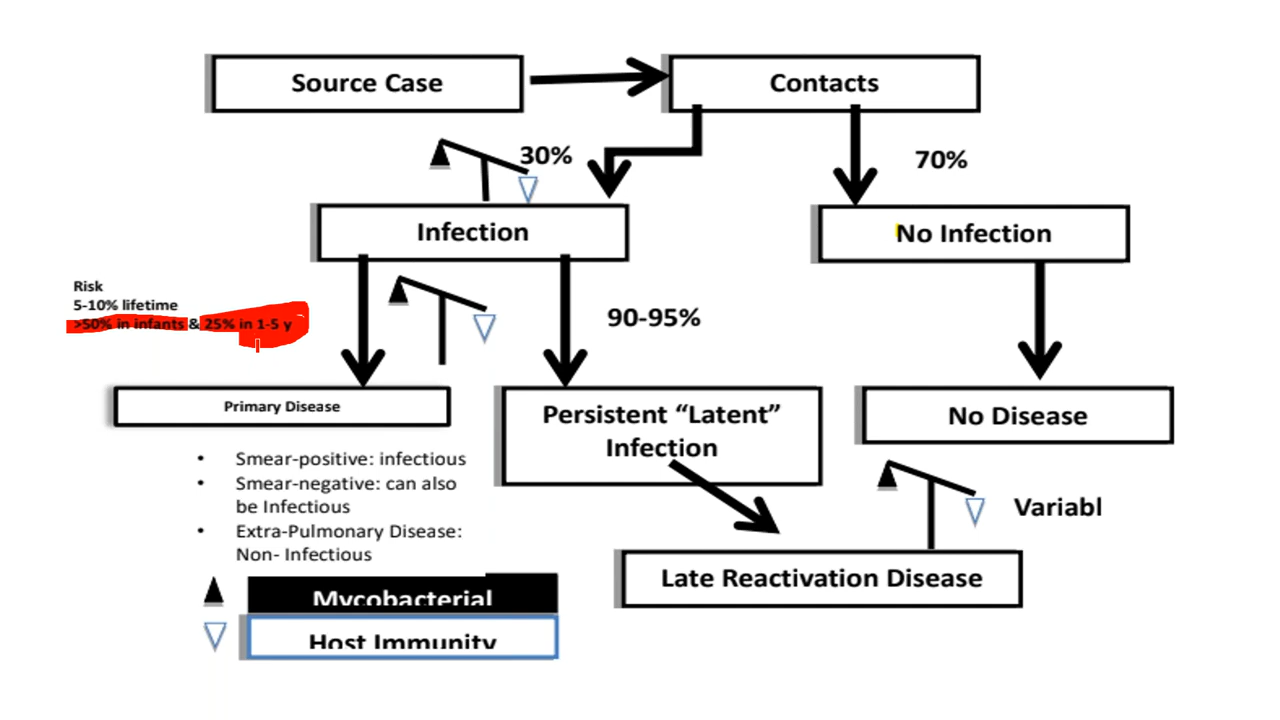 Source Case
Contacts
30%
70%
Infection
No Infection
Risk
5-10% lifetime
>50% in infants & 25% in 1-5 y
90-95%
Primary Disease
Persistent “Latent”
Infection
No Disease
• Smear-positive: infectious
• Smear-negative: can also
be Infectious
• Extra-Pulmonary Disease:
Non- Infectious
Variabl
Late Reactivation Disease
Mycobacterial
Host Immunity